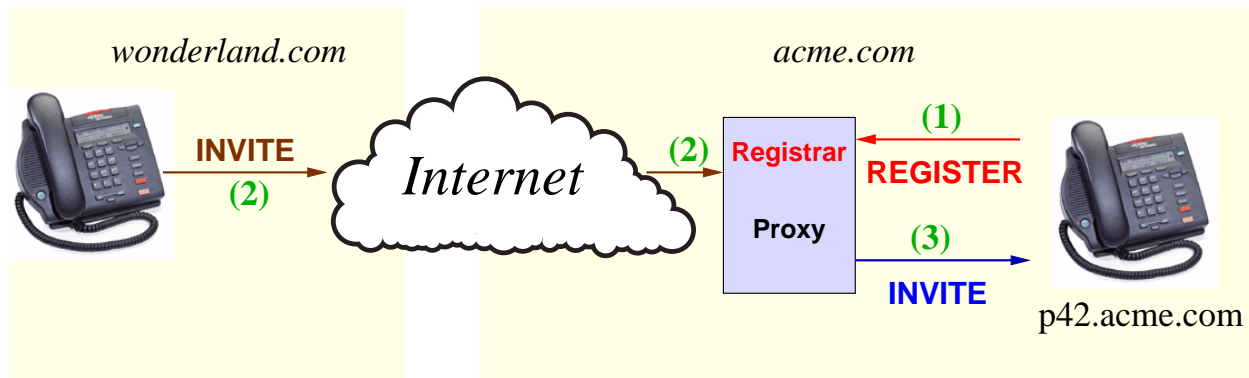 wonderland.com
acme.com
INVITE
(2)
Internet
(2)
Registrar
Proxy
(1)
REGISTER
(3)
INVITE
p42.acme.com